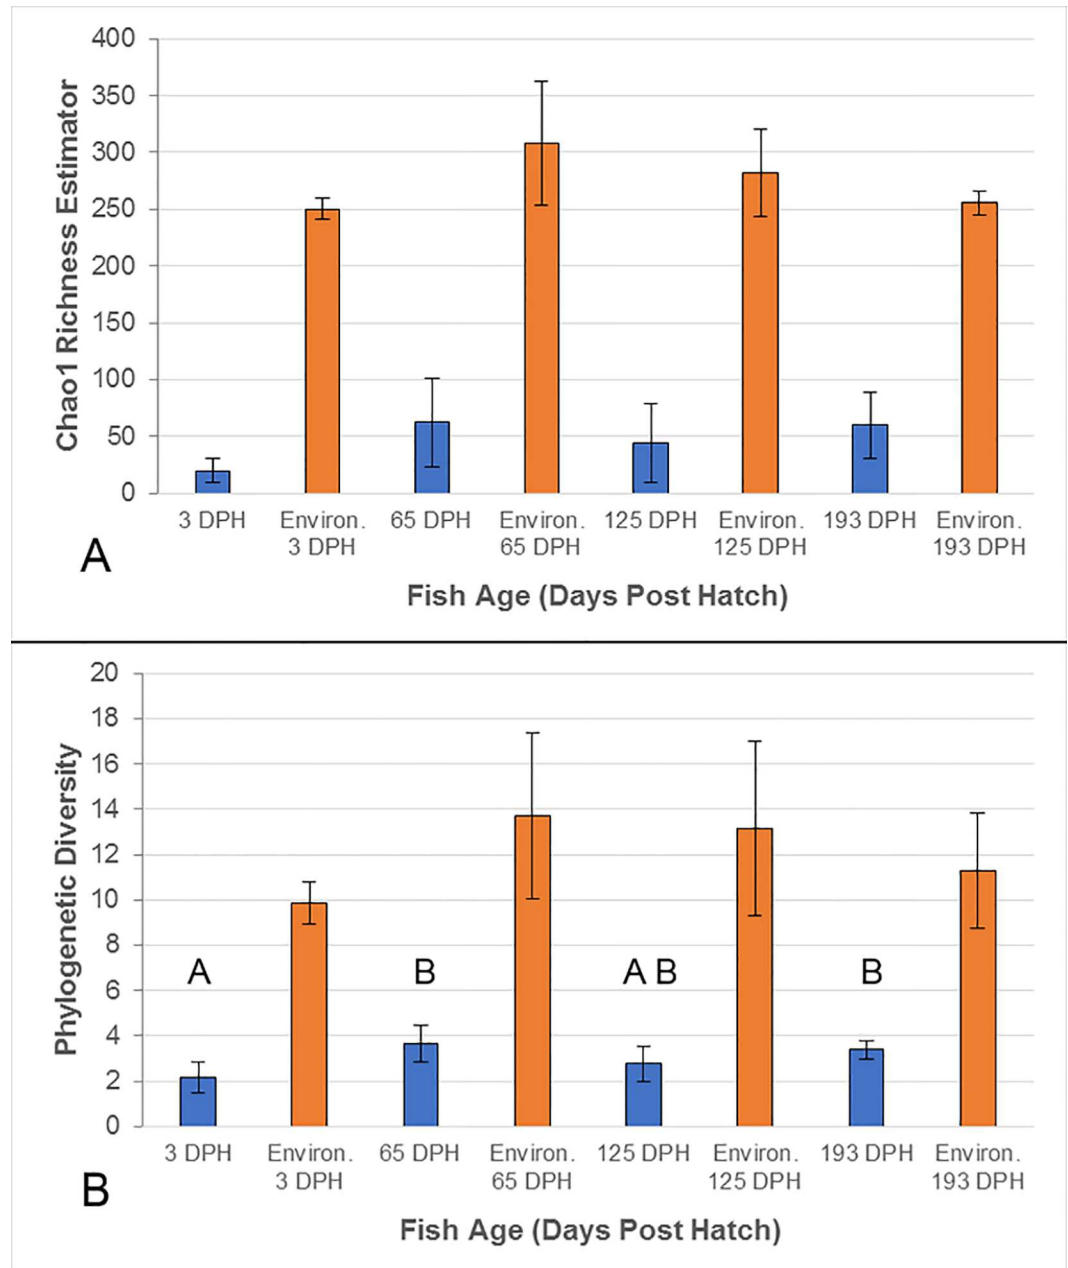 400
350
300
250
200
150
100
50
0
Chao1 Richness Estimator
3 DPH Environ. 65 DPH Environ. 125 DPH Environ. 193 DPH Environ.
3 DPH 65 DPH 125 DPH 193 DPH
A
Fish Age (Days Post Hatch)
20
18
16
14
12
10
8
6
4
2
0
Phylogenetic Diversity
A B A B B
3 DPH Environ. 65 DPH Environ. 125 DPH Environ. 193 DPH Environ.
3 DPH 65 DPH 125 DPH 193 DPH
B
Fish Age (Days Post Hatch)